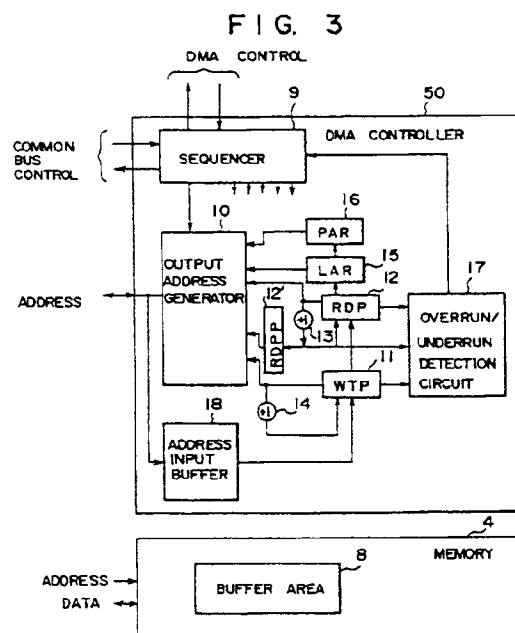 FIG. 3
DMA CONTROL
9
50
COMMON
BUS
CONTROL
SEQUENCER
DMA CONTROLLER
10
16
PAR
15
LAR
12
17
OUTPUT
ADDRESS
GENERATOR
12'
RDP
+1
13
RDPP
OVERRUN/
UNDERRUN
DETECTION
CIRCUIT
ADDRESS
11
WTP
+1
14
18
ADDRESS
INPUT
BUFFER
4
MEMORY
ADDRESS
DATA
8
BUFFER AREA